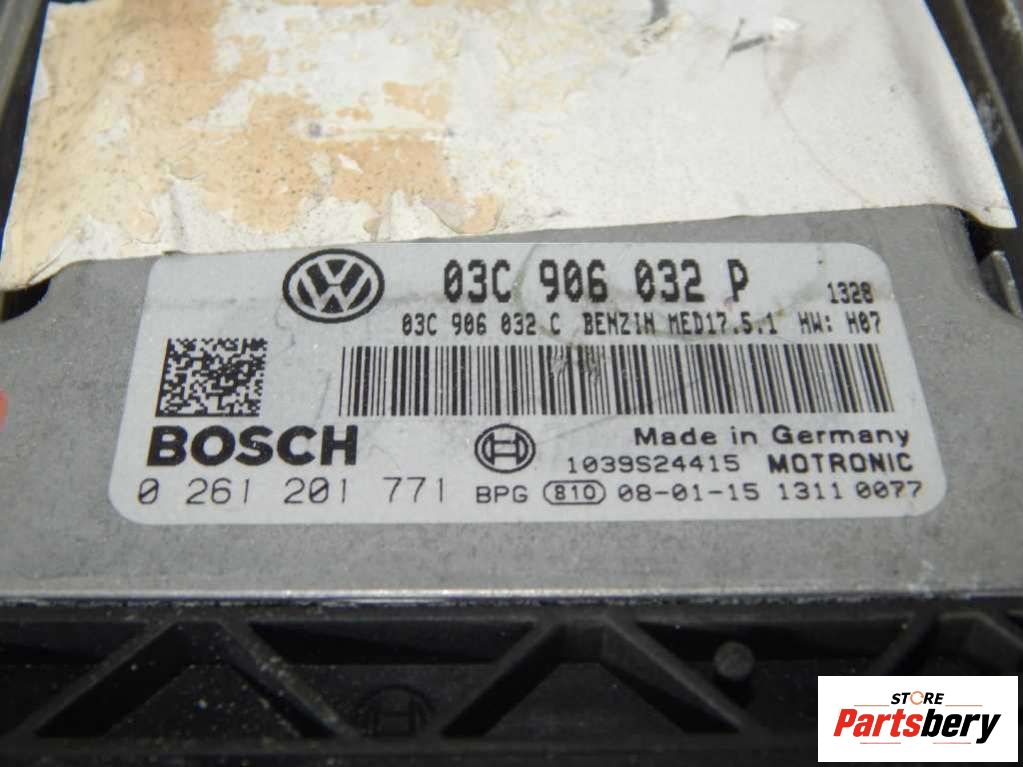 VW 03C 906 032 P 1328
03C 906 032 C BENZIN MED17.5.1 HW: H07
BOSCH Made in Germany
1039S24415 MOTRONIC
0 261 201 771 BPG 810 08-01-15 1311 0077
STORE
Partsbery